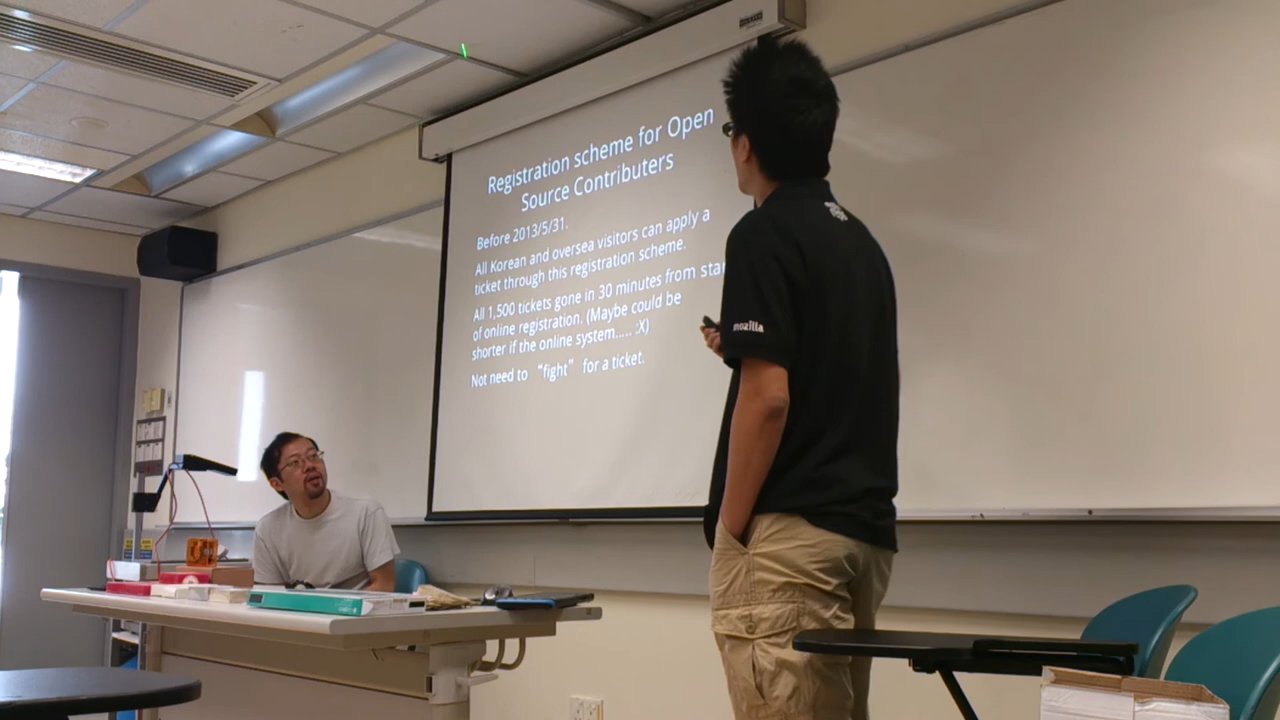 Registration scheme for Open
Source Contributers
Before 2013/5/31.
All Korean and oversea visitors can apply a
ticket through this registration scheme.
All 1,500 tickets gone in 30 minutes from star
of online registration. (Maybe could be
shorter if the online system..... :X)
Not need to “fight” for a ticket.
mozilla